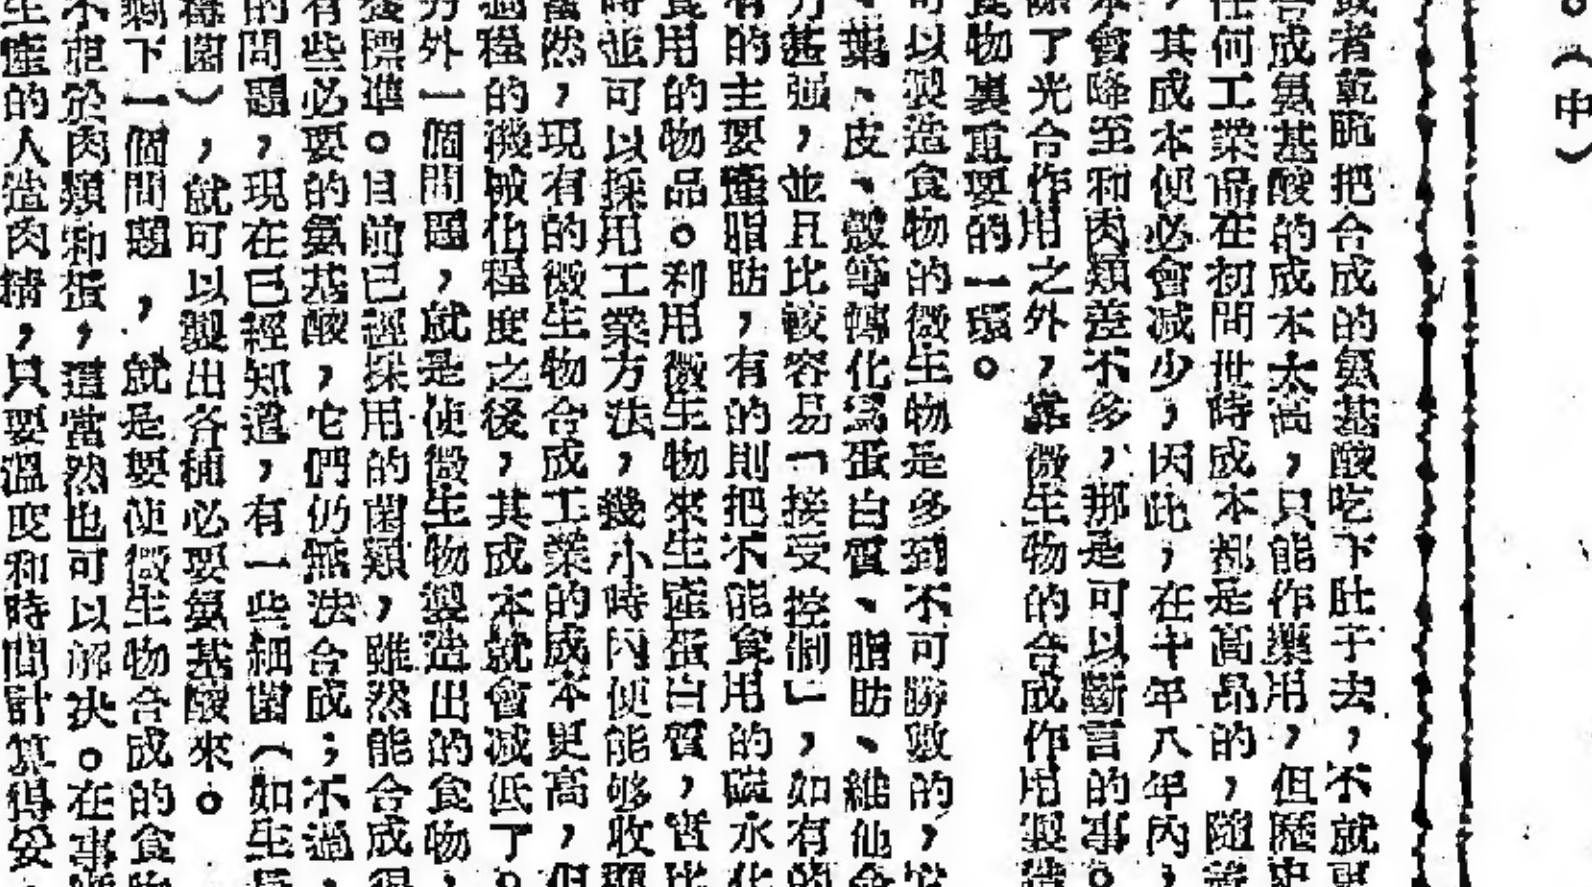 。（中）
或者乾脆把合成的氨基酸吃下肚子去，不就更
合成氨基酸的成本太高，只能作藥用，但歷史
任何工業品在初問世時成本都是高昂的，隨着
，其成本便必會減少，因此，在十年八年內，
本會降至和肉類差不多，那是可以斷言的事。
除了光合作用之外，靠微生物的合成作用製造
食物裏重要的一環。
可以製造食物的微生物是多到不可勝數的，它
、葉、皮、殼等轉化爲蛋白質、脂肪、維他命
力甚强，並且比較容易「接受控制」，如有的
有的主要產脂肪，有的則把不能食用的碳水化
食用的物品。利用微生物來生產蛋白質，實比
時並可以採用工業方法，幾小時內便能够收穫
當然，現有的微生物合成工業的成本更高，但
過程的機械化程度之後，其成本就會減低了。
另外一個問題，就是使微生物製造出的食物，
養標準。目前已經採用的菌類，雖然能合成很
有些必要的氨基酸，它們仍無法合成；不過，
的問題，現在已經知道，有一些細菌（如生長
菌），就可以製出各種必要氨基酸來。
剩下一個問題，就是要使微生物合成的食物
不亞於肉類和蛋，這當然也可以解決。在事實
生產的人造肉精，只要溫度和時間計算得妥